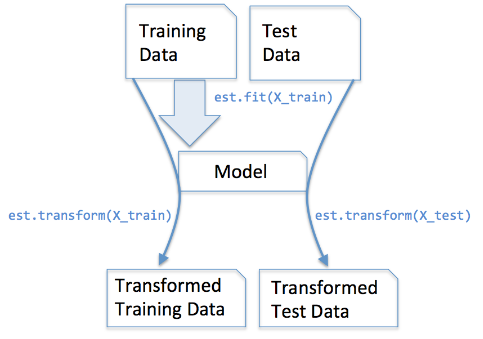 Training
Data
Test
Data
est.fit(X_train)
Model
est.transform(X_train)
est.transform(X_test)
Transformed
Training Data
Transformed
Test Data